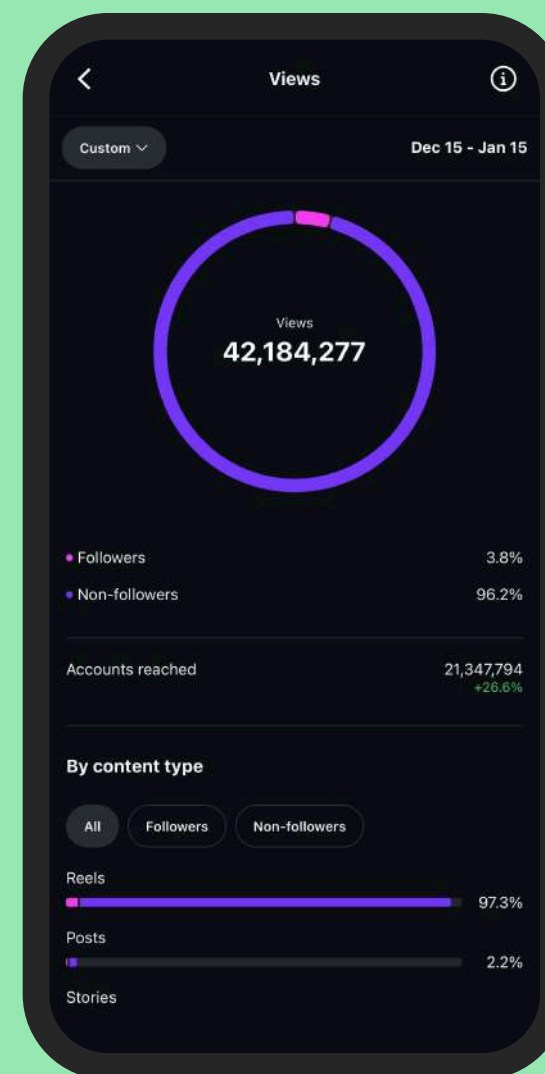 Views
Custom
Dec 15 - Jan 15
Views
42,184,277
Followers 3.8%
Non-followers 96.2%
Accounts reached 21,347,794
+26.6%
By content type
All Followers Non-followers
Reels
97.3%
Posts
2.2%
Stories